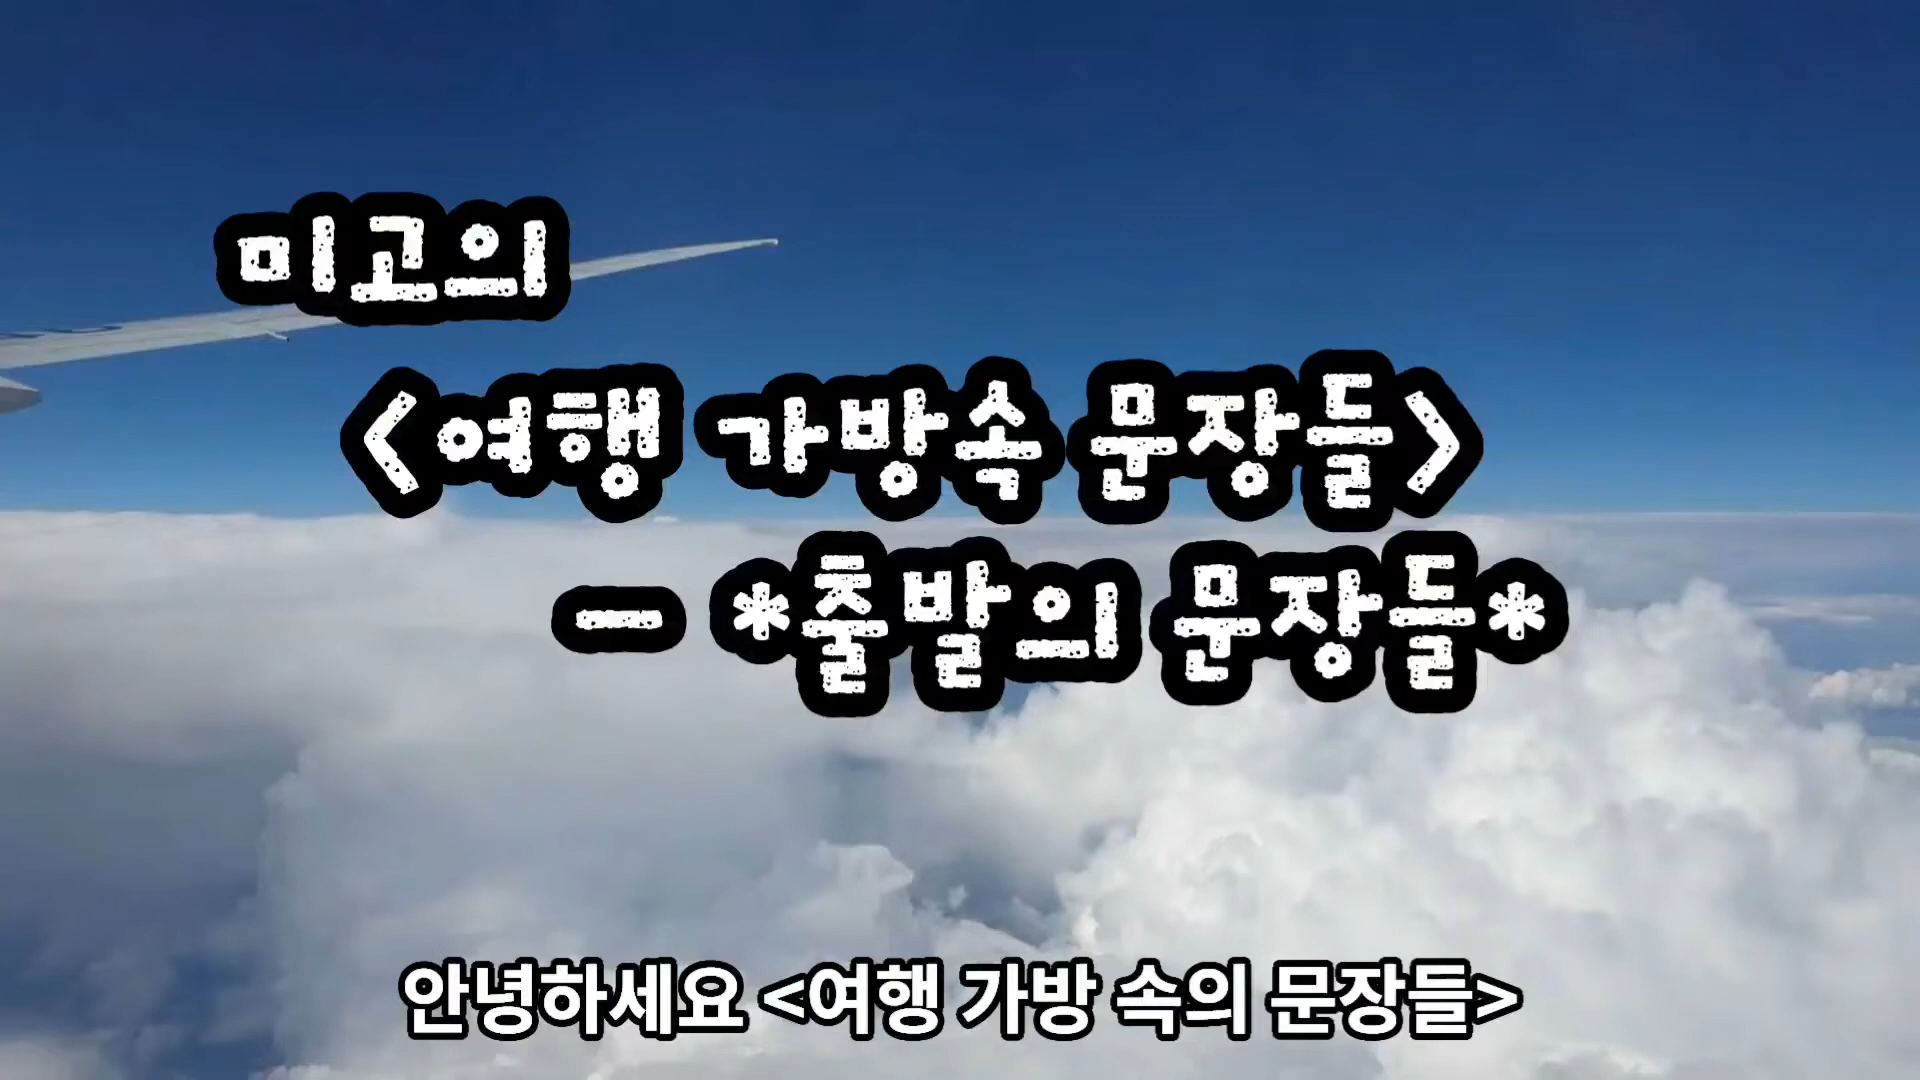 미고의
<여행 가방속 문장들>
- *출발의 문장들*
안녕하세요 <여행 가방 속의 문장들>